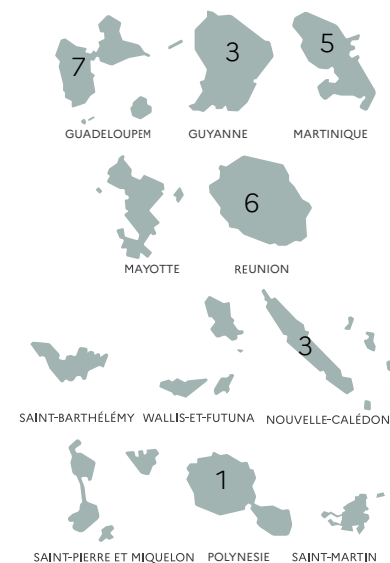 7 3 5
GUADELOUPEM GUYANNE MARTINIQUE
6
MAYOTTE REUNION
3
SAINT-BARTHÉLÉMY WALLIS-ET-FUTUNA NOUVELLE-CALÉDON
1
SAINT-PIERRE ET MIQUELON POLYNESIE SAINT-MARTIN